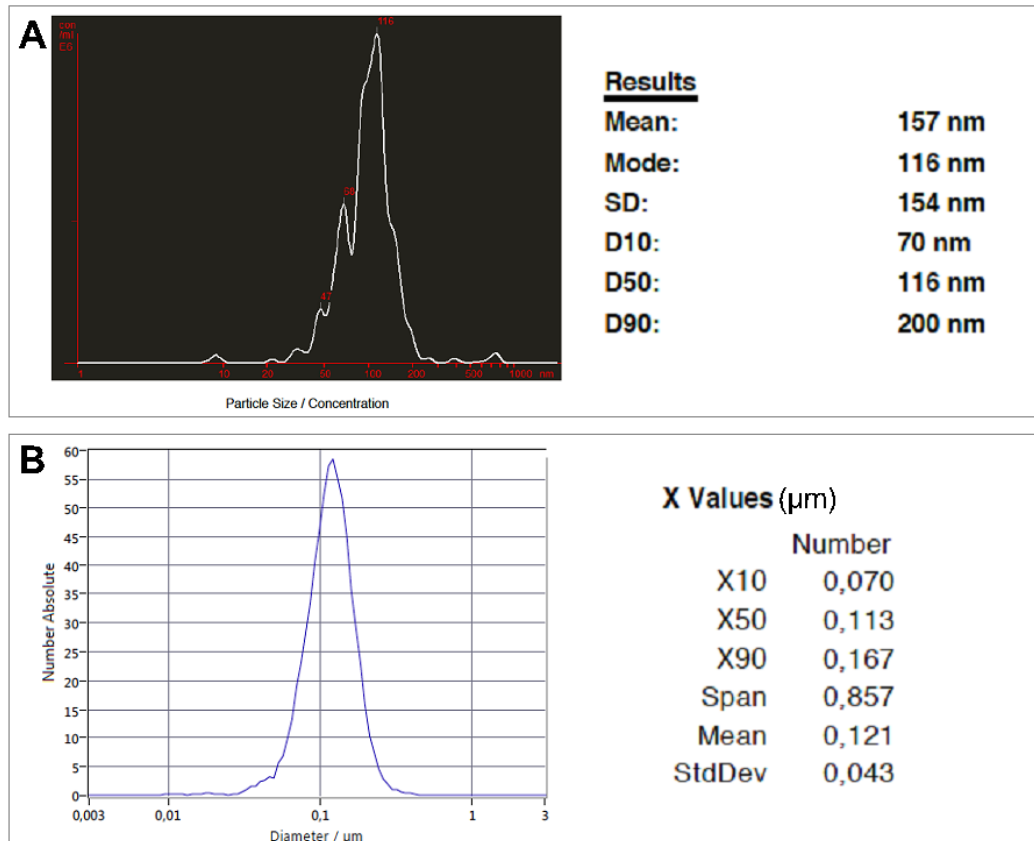 A
con
/ml
E6
116
68
47
1
10
20
50
100
200
500
1000 nm
Particle Size / Concentration
Results
Mean: 157 nm
Mode: 116 nm
SD: 154 nm
D10: 70 nm
D50: 116 nm
D90: 200 nm
B
Number Absolute
60
55
50
45
40
35
30
25
20
15
10
5
0
0,003
0,01
0,1
1
3
Diameter / µm
X Values (µm)
Number
X10 0,070
X50 0,113
X90 0,167
Span 0,857
Mean 0,121
StdDev 0,043